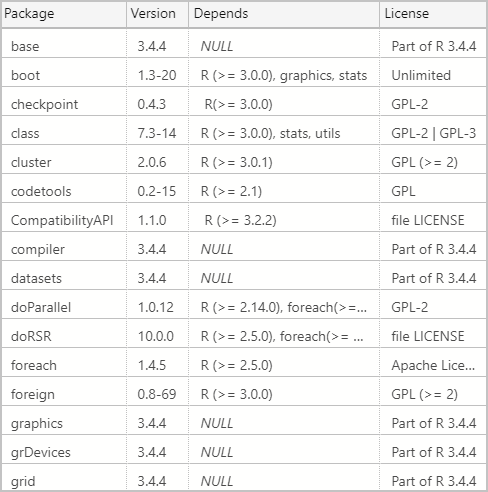 Package Version Depends License
base 3.4.4 NULL Part of R 3.4.4
boot 1.3-20 R (>= 3.0.0), graphics, stats Unlimited
checkpoint 0.4.3 R(>= 3.0.0) GPL-2
class 7.3-14 R (>= 3.0.0), stats, utils GPL-2 | GPL-3
cluster 2.0.6 R (>= 3.0.1) GPL (>= 2)
codetools 0.2-15 R (>= 2.1) GPL
CompatibilityAPI 1.1.0 R (>= 3.2.2) file LICENSE
compiler 3.4.4 NULL Part of R 3.4.4
datasets 3.4.4 NULL Part of R 3.4.4
doParallel 1.0.12 R (>= 2.14.0), foreach(>=... GPL-2
doRSR 10.0.0 R (>= 2.5.0), foreach(>= ... file LICENSE
foreach 1.4.5 R (>= 2.5.0) Apache Lice...
foreign 0.8-69 R (>= 3.0.0) GPL (>= 2)
graphics 3.4.4 NULL Part of R 3.4.4
grDevices 3.4.4 NULL Part of R 3.4.4
grid 3.4.4 NULL Part of R 3.4.4